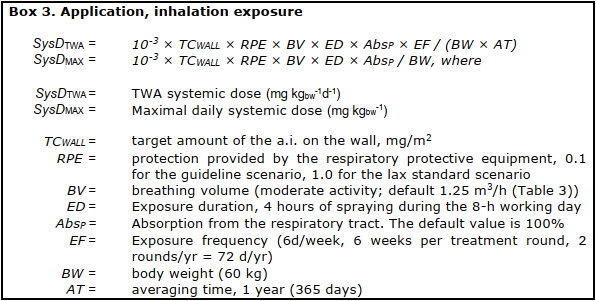 Box 3. Application, inhalation exposure
SysDTWA = 10-3 × TCWALL × RPE × BV × ED × AbsP × EF / (BW × AT)
SysDMAX = 10-3 × TCWALL × RPE × BV × ED × AbsP / BW, where
SysDTWA = TWA systemic dose (mg kgbw-1d-1)
SysDMAX = Maximal daily systemic dose (mg kgbw-1)
TCWALL = target amount of the a.i. on the wall, mg/m2
RPE = protection provided by the respiratory protective equipment, 0.1
for the guideline scenario, 1.0 for the lax standard scenario
BV = breathing volume (moderate activity; default 1.25 m3/h (Table 3))
ED = Exposure duration, 4 hours of spraying during the 8-h working day
AbsP = Absorption from the respiratory tract. The default value is 100%
EF = Exposure frequency (6d/week, 6 weeks per treatment round, 2
rounds/yr = 72 d/yr)
BW = body weight (60 kg)
AT = averaging time, 1 year (365 days)